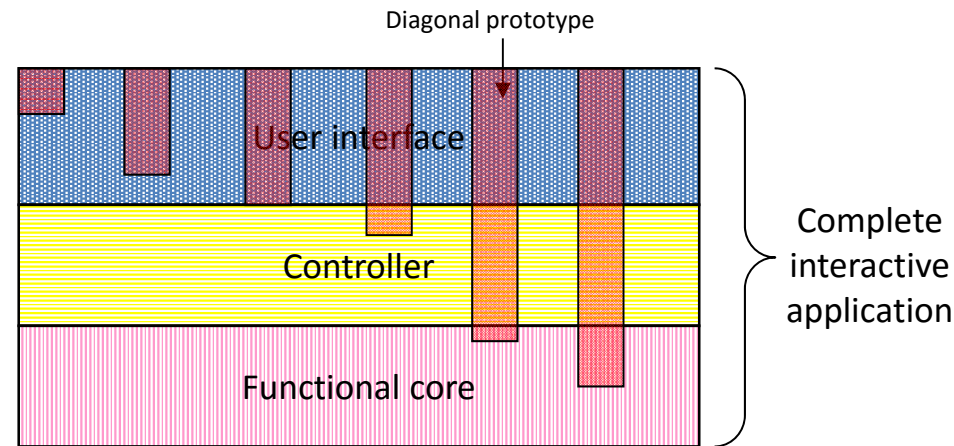 Diagonal prototype
User interface
Controller
Functional core
Complete
interactive
application